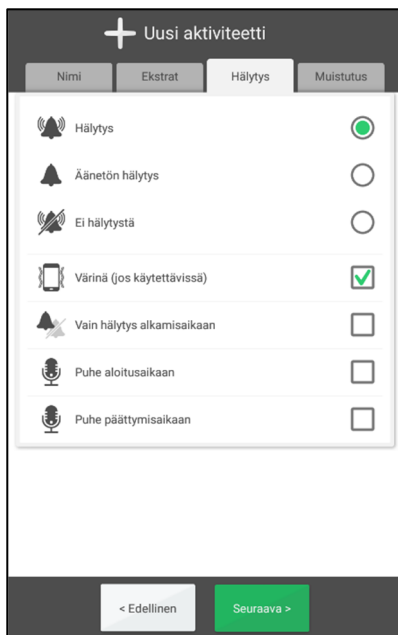 Uusi aktiviteetti
Nimi Ekstrat Hälytys Muistutus
Hälytys
Äänetön hälytys
Ei hälytystä
Värinä (jos käytettävissä)
Vain hälytys alkamisaikaan
Puhe aloitusaikaan
Puhe päättymisaikaan
< Edellinen Seuraava >